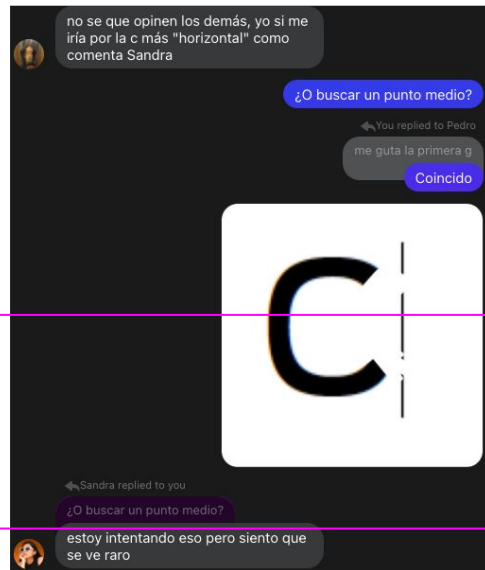 no se que opinen los demás, yo si me
iría por la c más "horizontal" como
comenta Sandra
¿O buscar un punto medio?
You replied to Pedro
me guta la primera g
Coincido
C
Sandra replied to you
¿O buscar un punto medio?
estoy intentando eso pero siento que
se ve raro